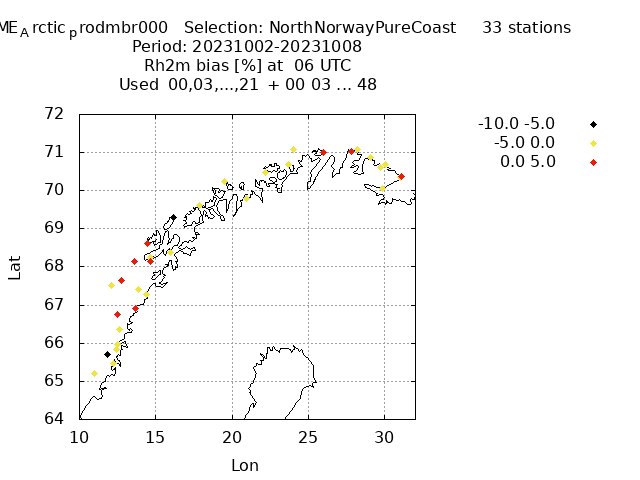 ME_A rctic_p rodmbr000 Selection: NorthNorwayPureCoast 33 stations
Period: 20231002-20231008
Rh2m bias [%] at 06 UTC
Used 00,03,...,21 + 00 03 ... 48
-10.0 -5.0
-5.0 0.0
0.0 5.0
72
71
70
69
68
67
66
65
64
Lat
10 15 20 25 30
Lon